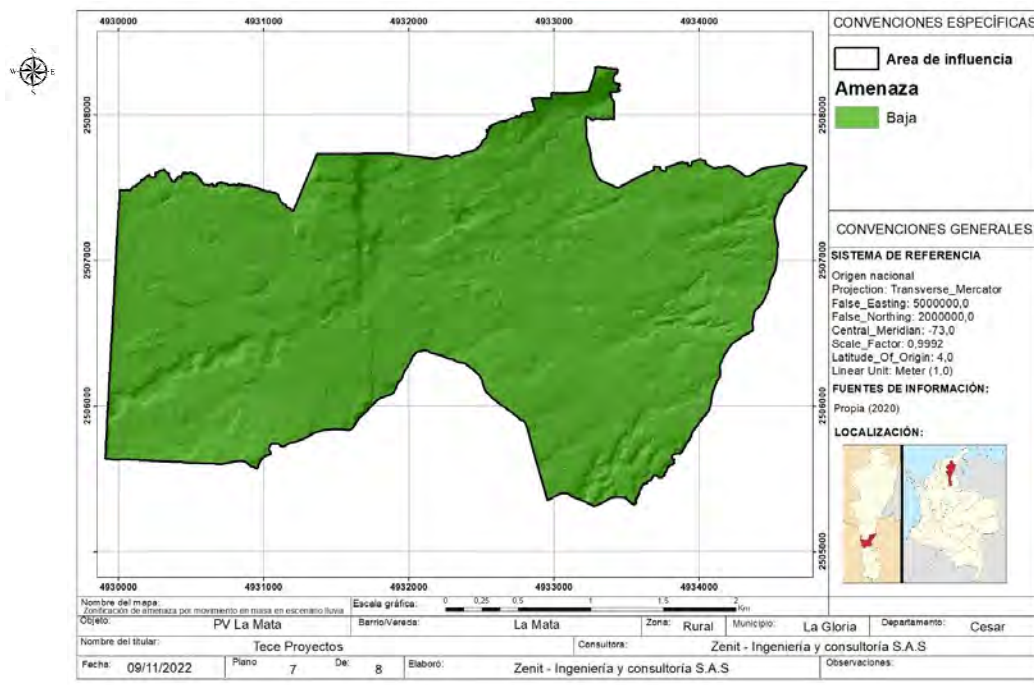 4930000 4931000 4932000 4933000 4934000
CONVENCIONES ESPECÍFICAS
Area de influencia
Amenaza
Baja
N
W E
S
2508000 2508000
2507000 2507000
2506000 2506000
2505000
4930000 4931000 4932000 4933000 4934000
CONVENCIONES GENERALES
SISTEMA DE REFERENCIA
Origen nacional
Projection: Transverse_Mercator
False_Easting: 5000000,0
False_Northing: 2000000,0
Central_Meridian: -73,0
Scale_Factor: 0,9992
Latitude_Of_Origin: 4,0
Linear Unit: Meter (1,0)
FUENTES DE INFORMACIÓN:
Propia (2020)
LOCALIZACIÓN:
Nombre del mapa:
Zonificación de amenaza por movimiento en masa en escenario lluvia
Escala gráfica: 0 0,25 0,5 1 1,5 2 Km
Objeto: PV La Mata Barrio/Vereda: La Mata Zona: Rural Municipio: La Gloria Departamento: Cesar
Nombre del titular: Tece Proyectos Consultora: Zenit - Ingeniería y consultoría S.A.S
Fecha: 09/11/2022 Plano 7 De: 8 Elaboró: Zenit - Ingeniería y consultoría S.A.S Observaciones: